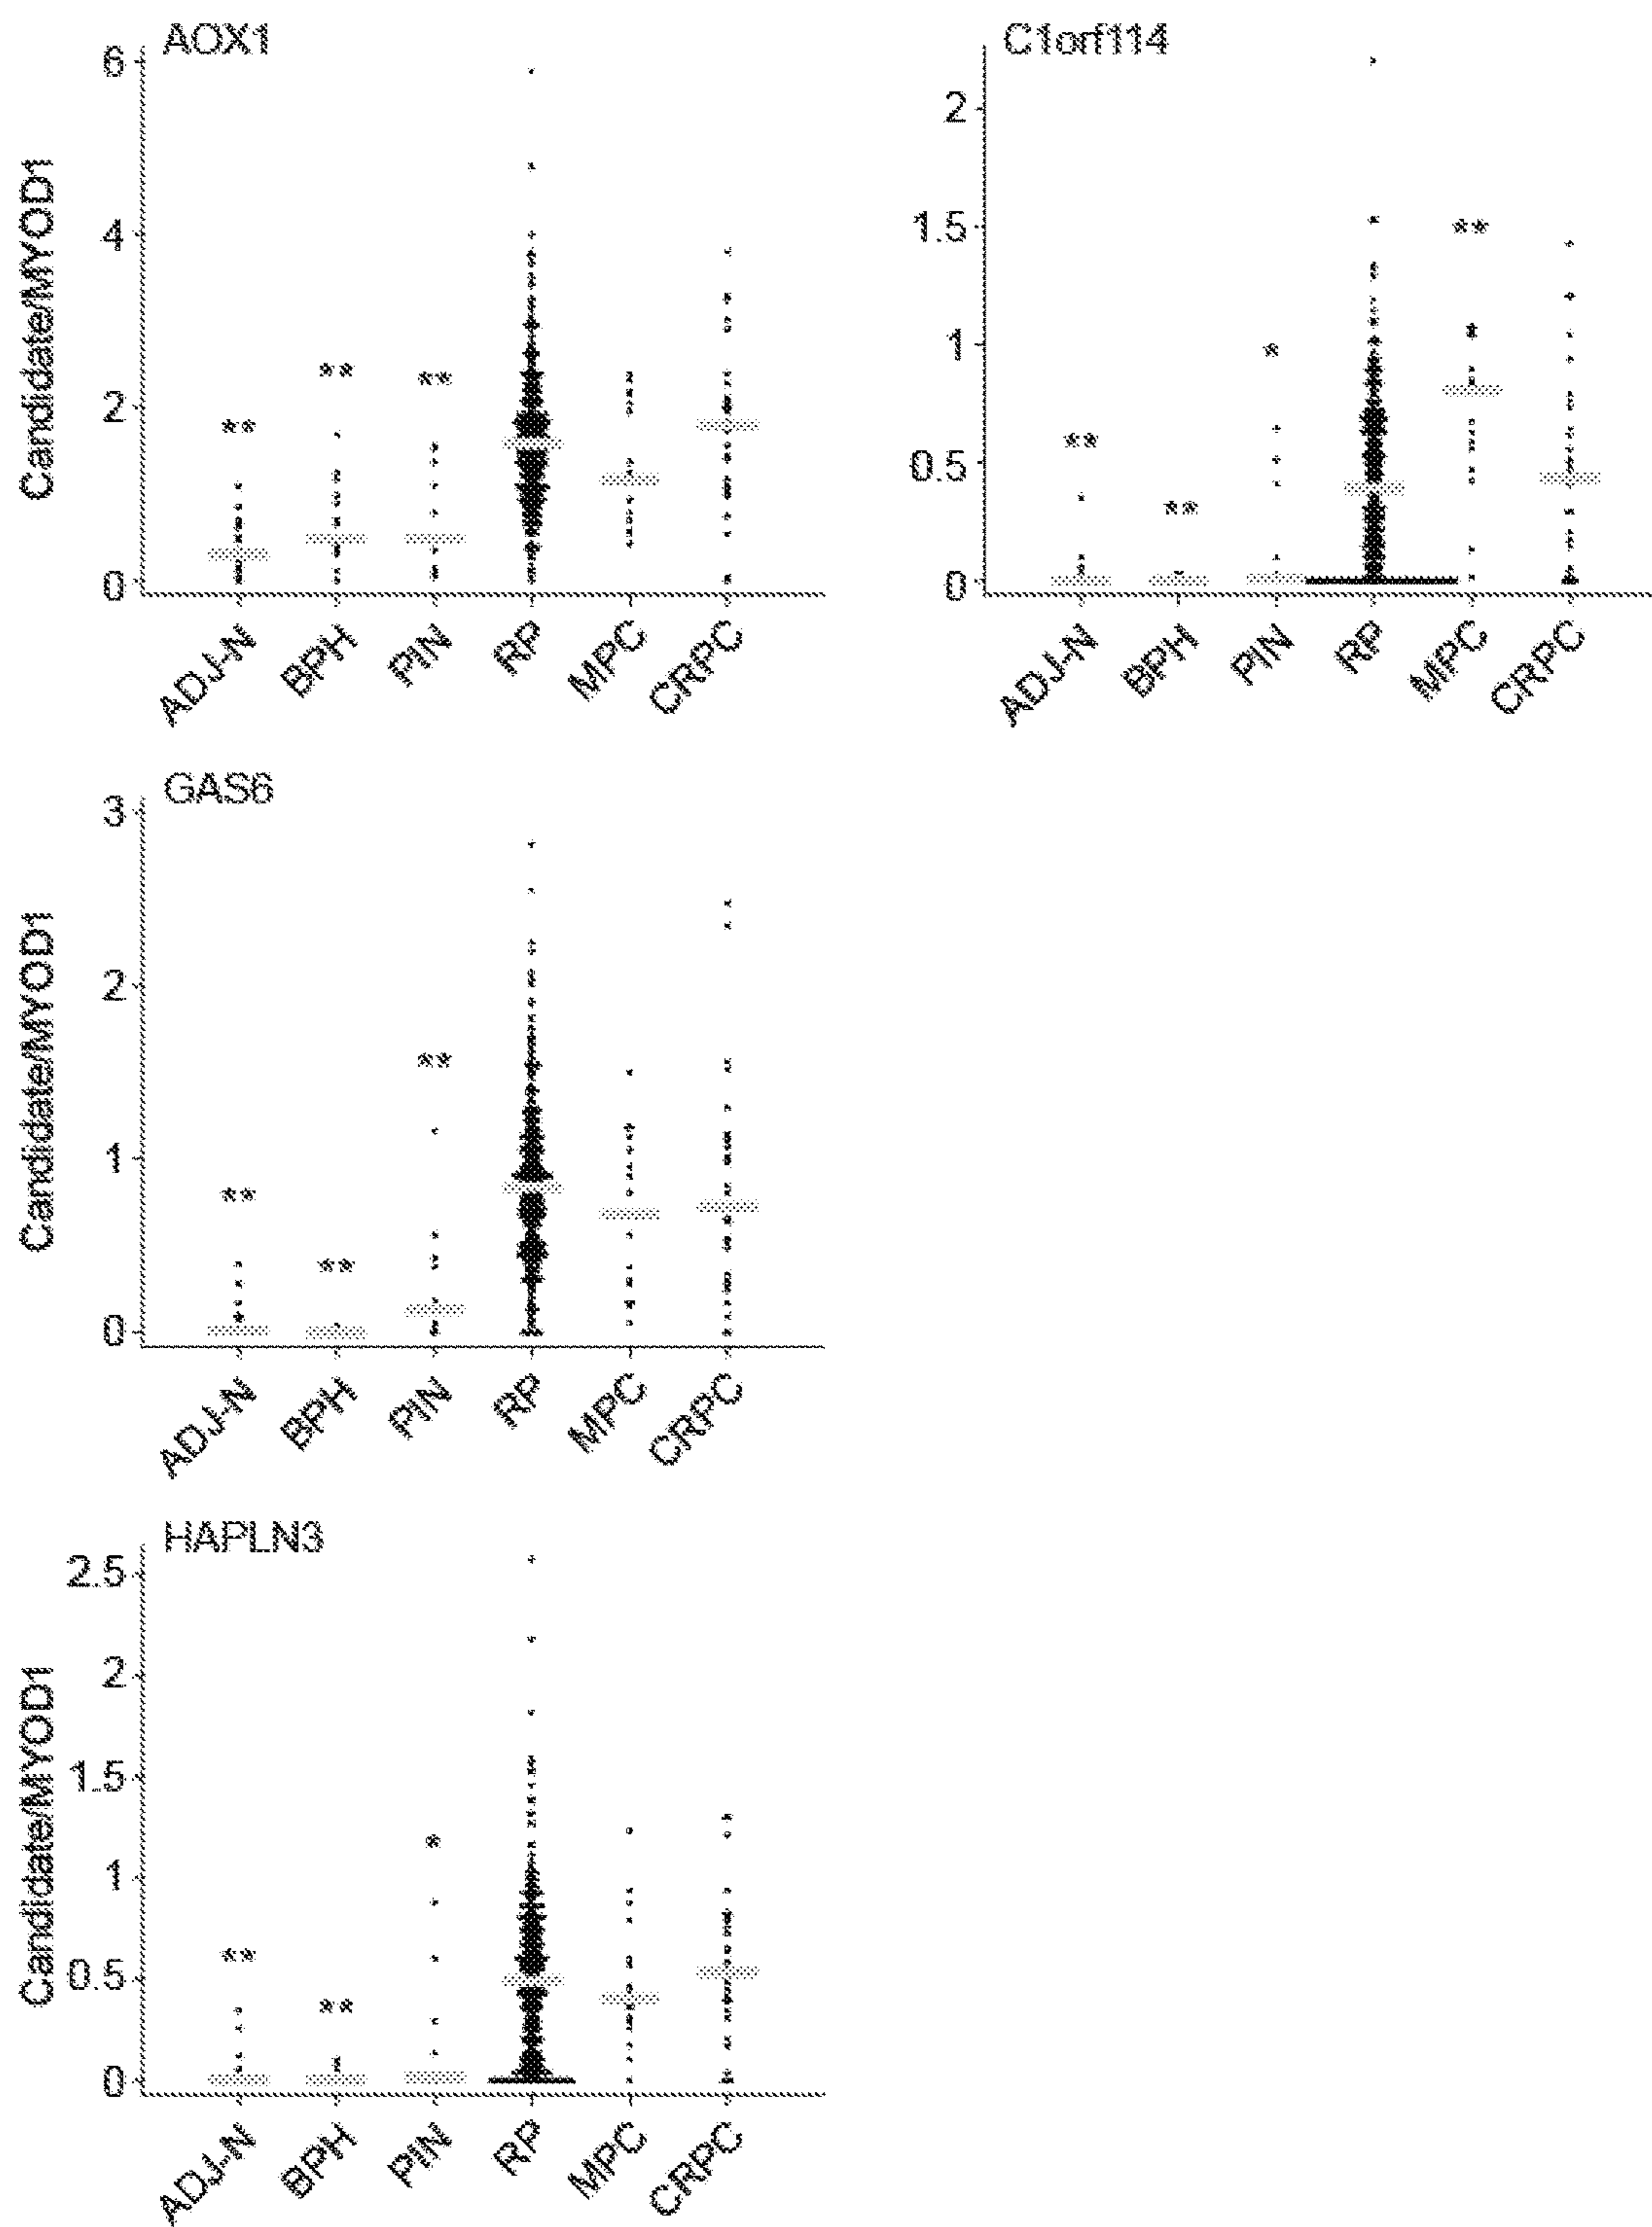 AOX1
Candidate/MYOD1
6
4
2
0
**
**
**
ADJ-N
BPH
PIN
RP
MPC
CRPC
C1orf114
2
1.5
1
0.5
0
**
**
*
**
ADJ-N
BPH
PIN
RP
MPC
CRPC
GAS6
Candidate/MYOD1
3
2
1
0
**
**
**
ADJ-N
BPH
PIN
RP
MPC
CRPC
HAPLN3
Candidate/MYOD1
2.5
2
1.5
1
0.5
0
**
**
*
ADJ-N
BPH
PIN
RP
MPC
CRPC